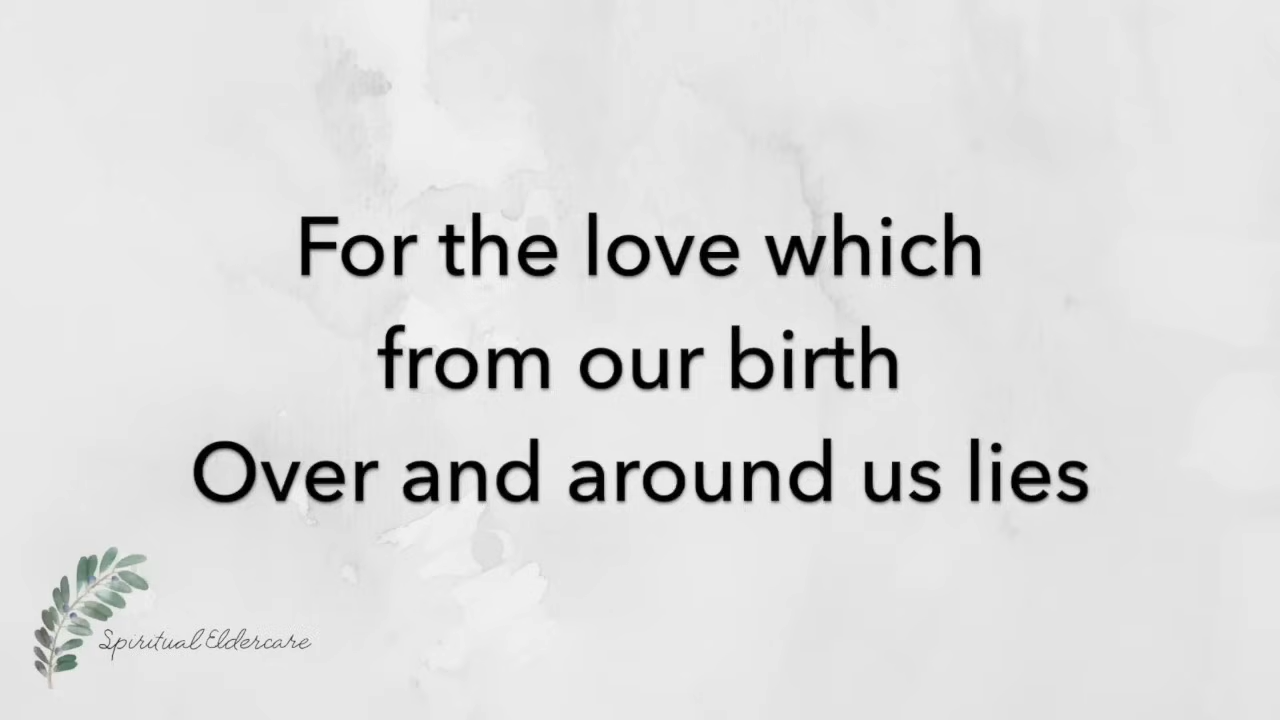 For the love which
from our birth
Over and around us lies
Spiritual Eldercare